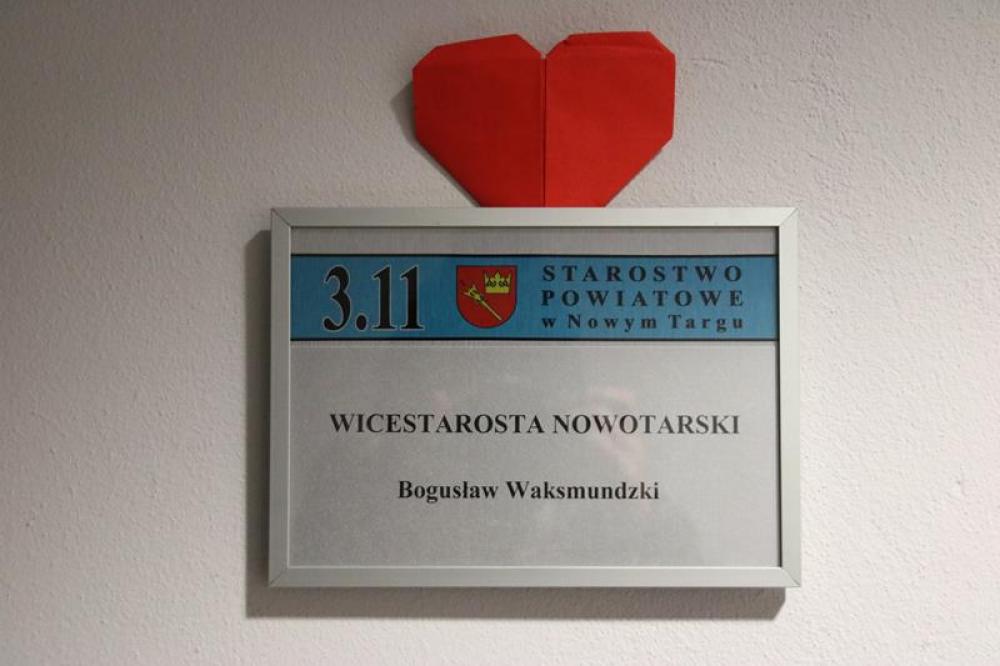 3.11
STAROSTWO
POWIATOWE
w Nowym Targu
WICESTAROSTA NOWOTARSKI
Bogusław Waksmundzki